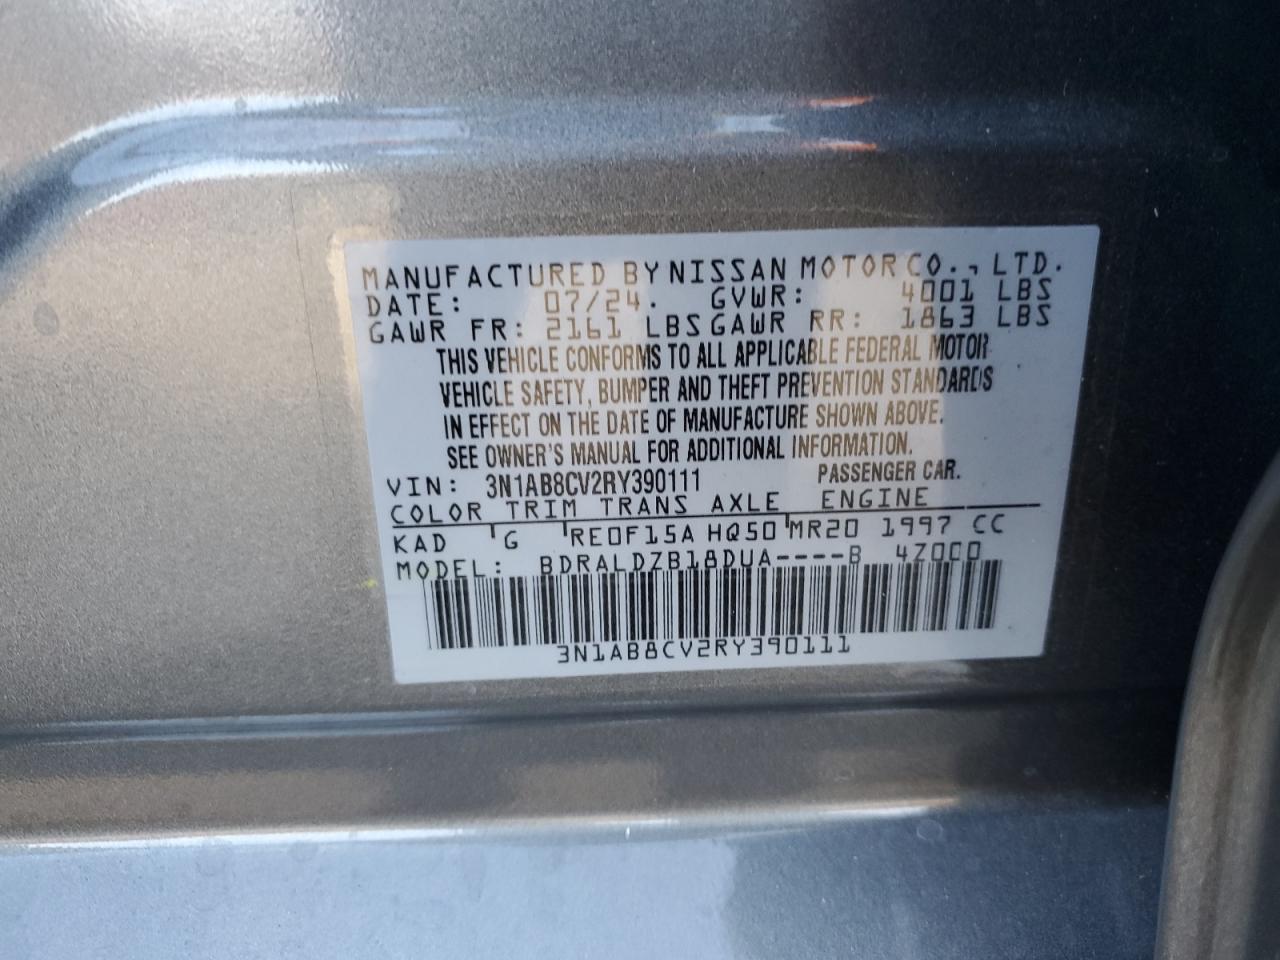 MANUFACTURED BY NISSAN MOTOR CO., LTD.
DATE: 07/24. GVWR: 4001 LBS
GAWR FR: 2161 LBS GAWR RR: 1863 LBS
THIS VEHICLE CONFORMS TO ALL APPLICABLE FEDERAL MOTOR
VEHICLE SAFETY, BUMPER AND THEFT PREVENTION STANDARDS
IN EFFECT ON THE DATE OF MANUFACTURE SHOWN ABOVE.
SEE OWNER'S MANUAL FOR ADDITIONAL INFORMATION.
VIN: 3N1AB8CV2RY390111 PASSENGER CAR.
COLOR TRIM TRANS AXLE ENGINE
KAD G RE0F15A HQ50 MR20 1997 CC
MODEL: BDRALDZB18DUA----B 4Z000
3N1AB8CV2RY390111